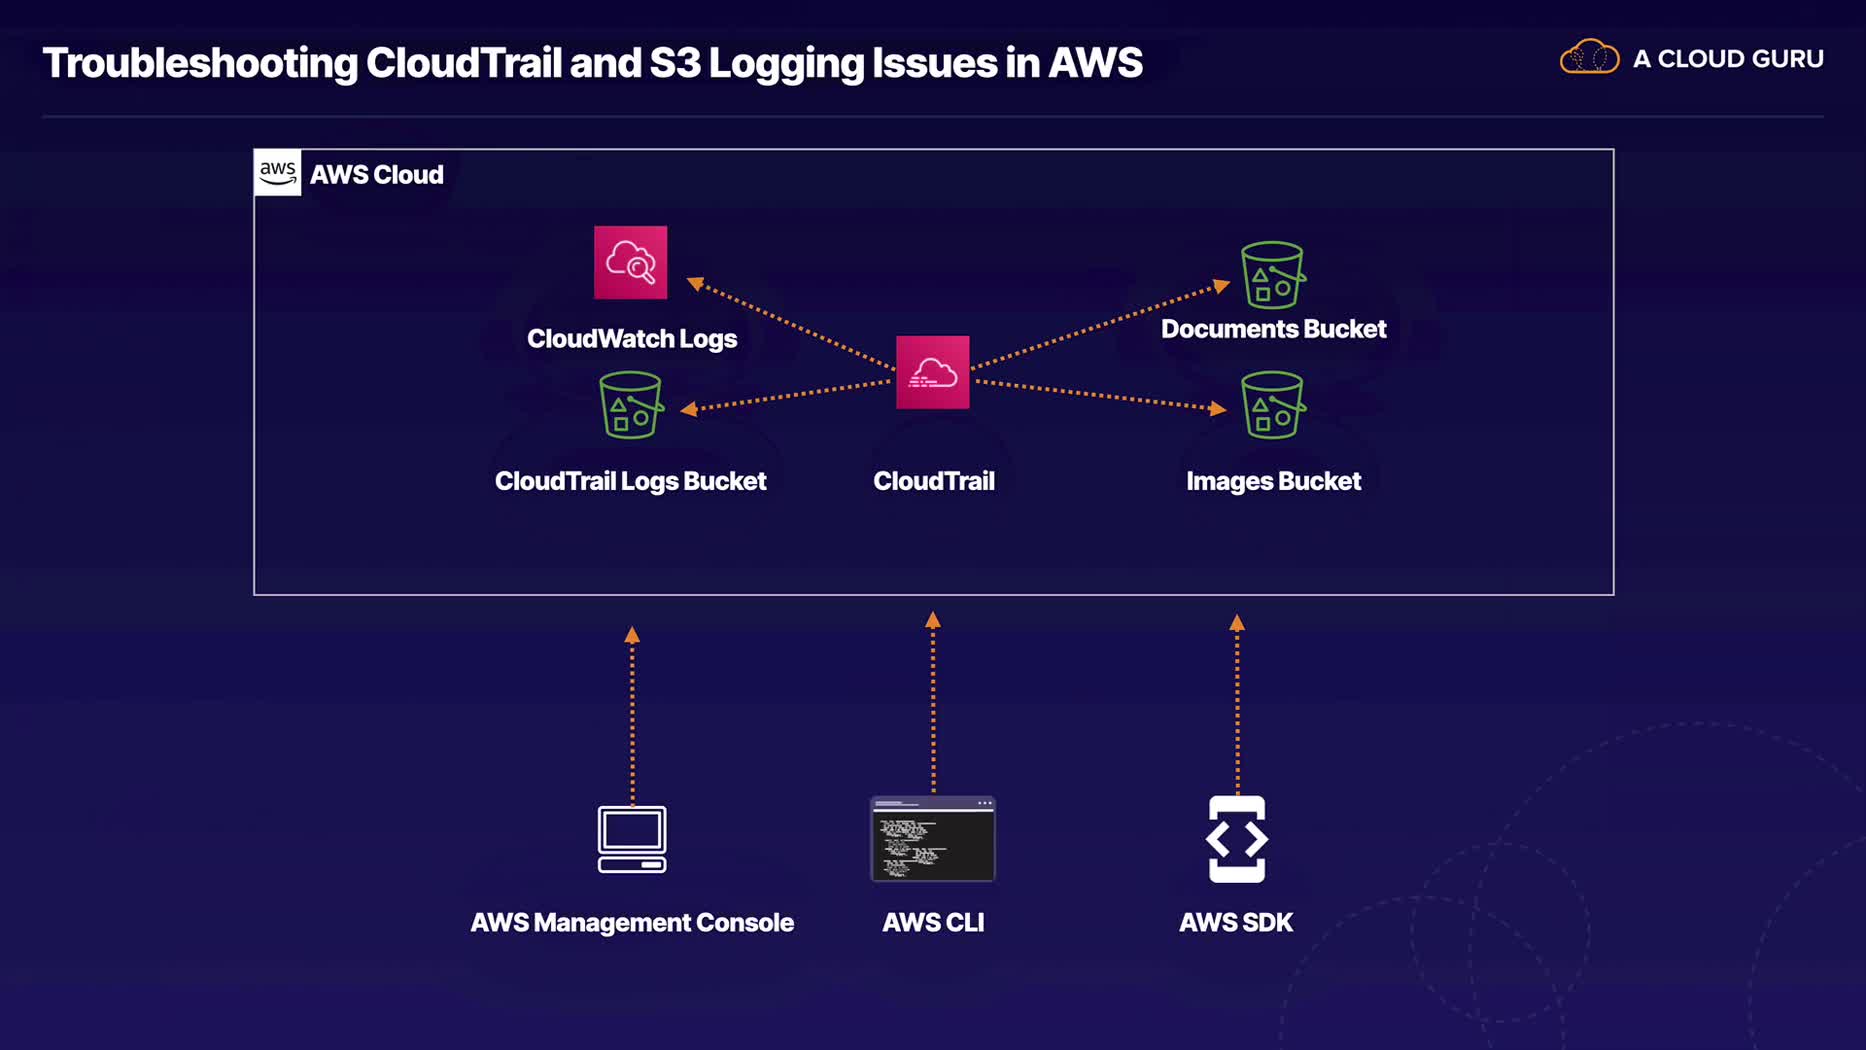 Troubleshooting CloudTrail and S3 Logging Issues in AWS
A CLOUD GURU
aws
AWS Cloud
CloudWatch Logs
Documents Bucket
CloudTrail Logs Bucket
CloudTrail
Images Bucket
AWS Management Console
AWS CLI
AWS SDK